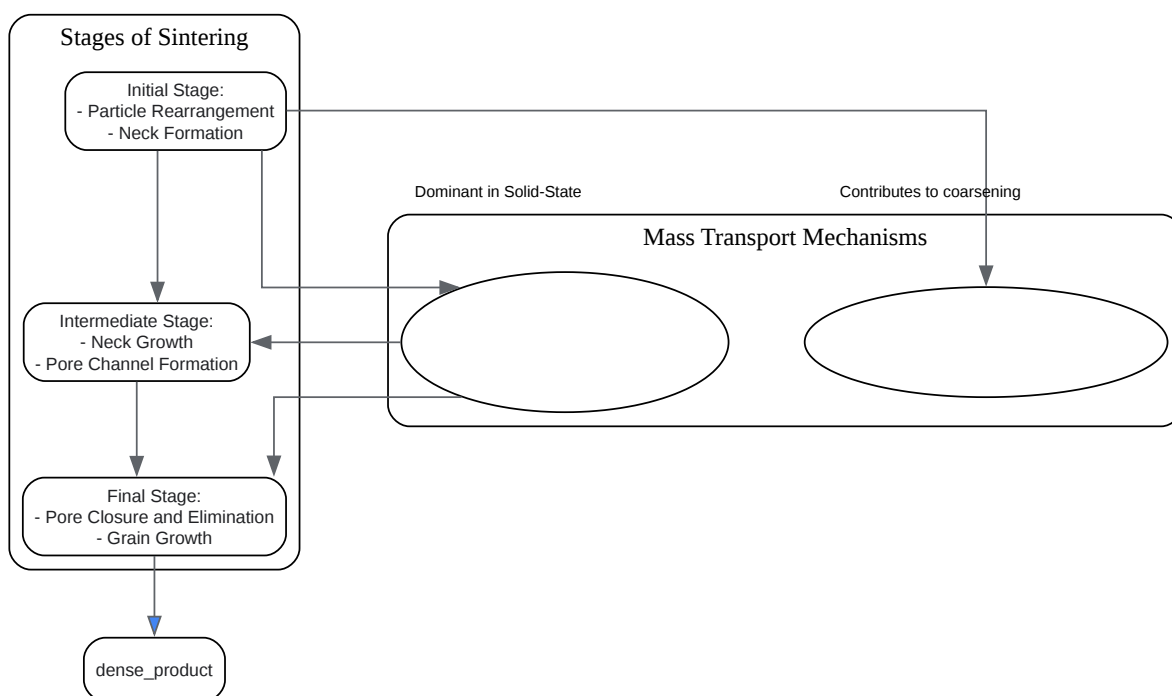 Stages of Sintering
Initial Stage:
- Particle Rearrangement
- Neck Formation
Dominant in Solid-State
Contributes to coarsening
Mass Transport Mechanisms
Intermediate Stage:
- Neck Growth
- Pore Channel Formation
Final Stage:
- Pore Closure and Elimination
- Grain Growth
dense_product